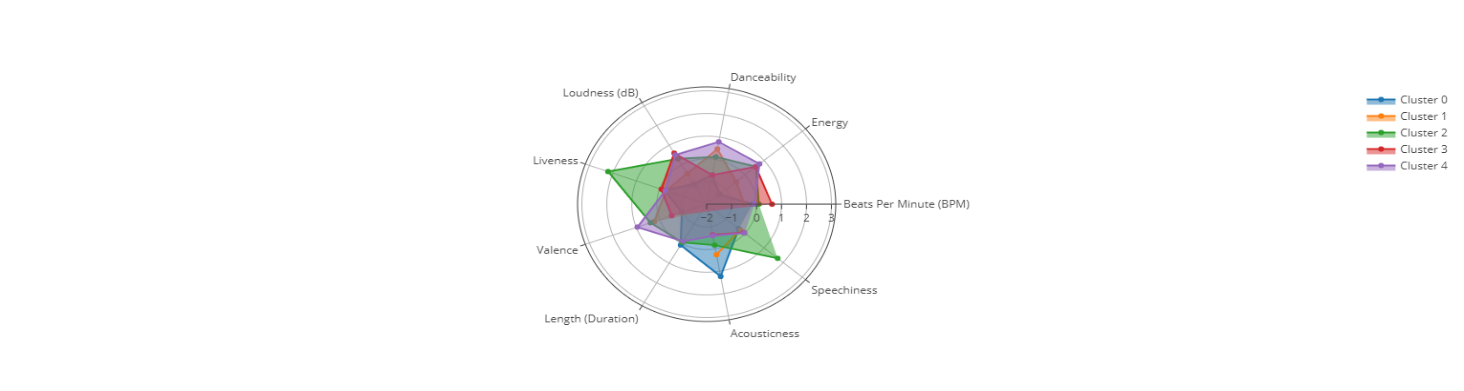 Danceability
Loudness (dB)
Energy
Liveness
Beats Per Minute (BPM)
−2 −1 0 1 2 3
Valence
Speechiness
Length (Duration)
Acousticness
Cluster 0
Cluster 1
Cluster 2
Cluster 3
Cluster 4